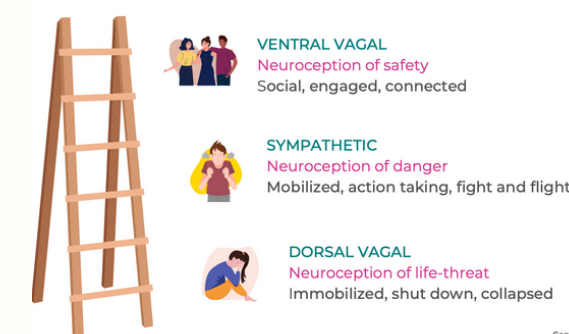 VENTRAL VAGAL
Neuroception of safety
Social, engaged, connected
SYMPATHETIC
Neuroception of danger
Mobilized, action taking, fight and flight
DORSAL VAGAL
Neuroception of life-threat
Immobilized, shut down, collapsed